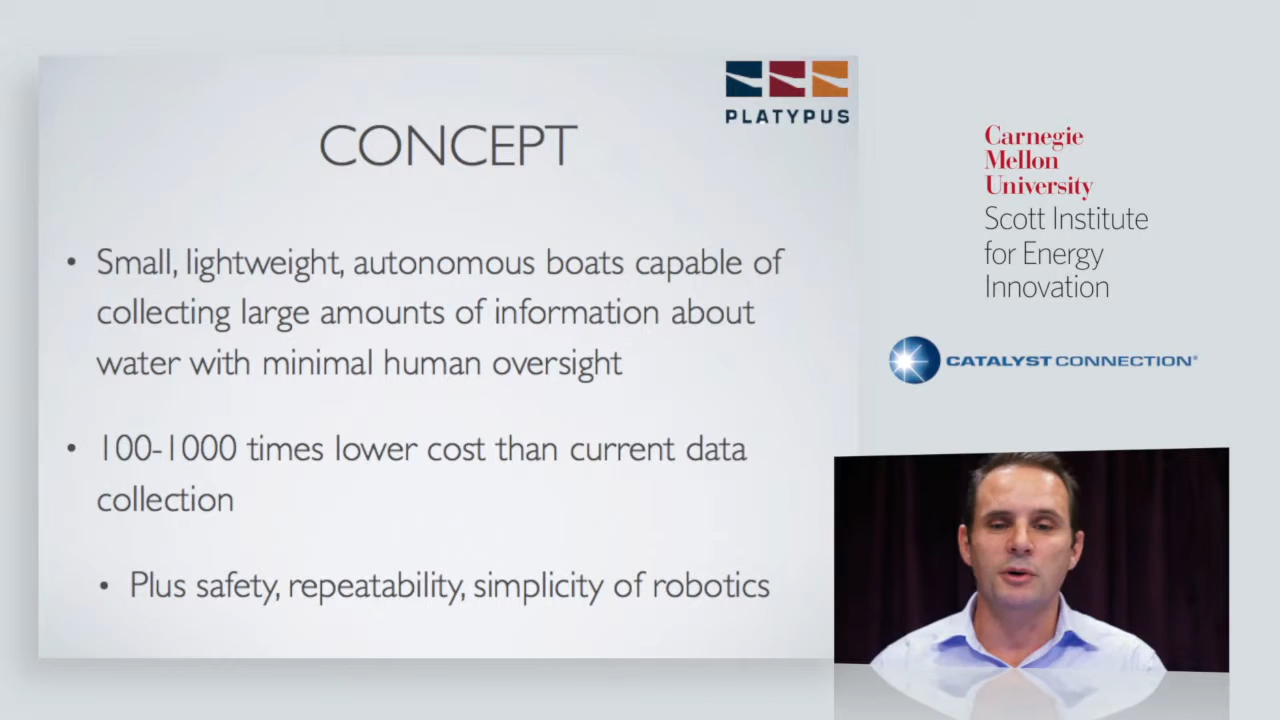 PLATYPUS
CONCEPT
• Small, lightweight, autonomous boats capable of
collecting large amounts of information about
water with minimal human oversight
• 100-1000 times lower cost than current data
collection
• Plus safety, repeatability, simplicity of robotics
Carnegie
Mellon
University
Scott Institute
for Energy
Innovation
CATALYST CONNECTION®